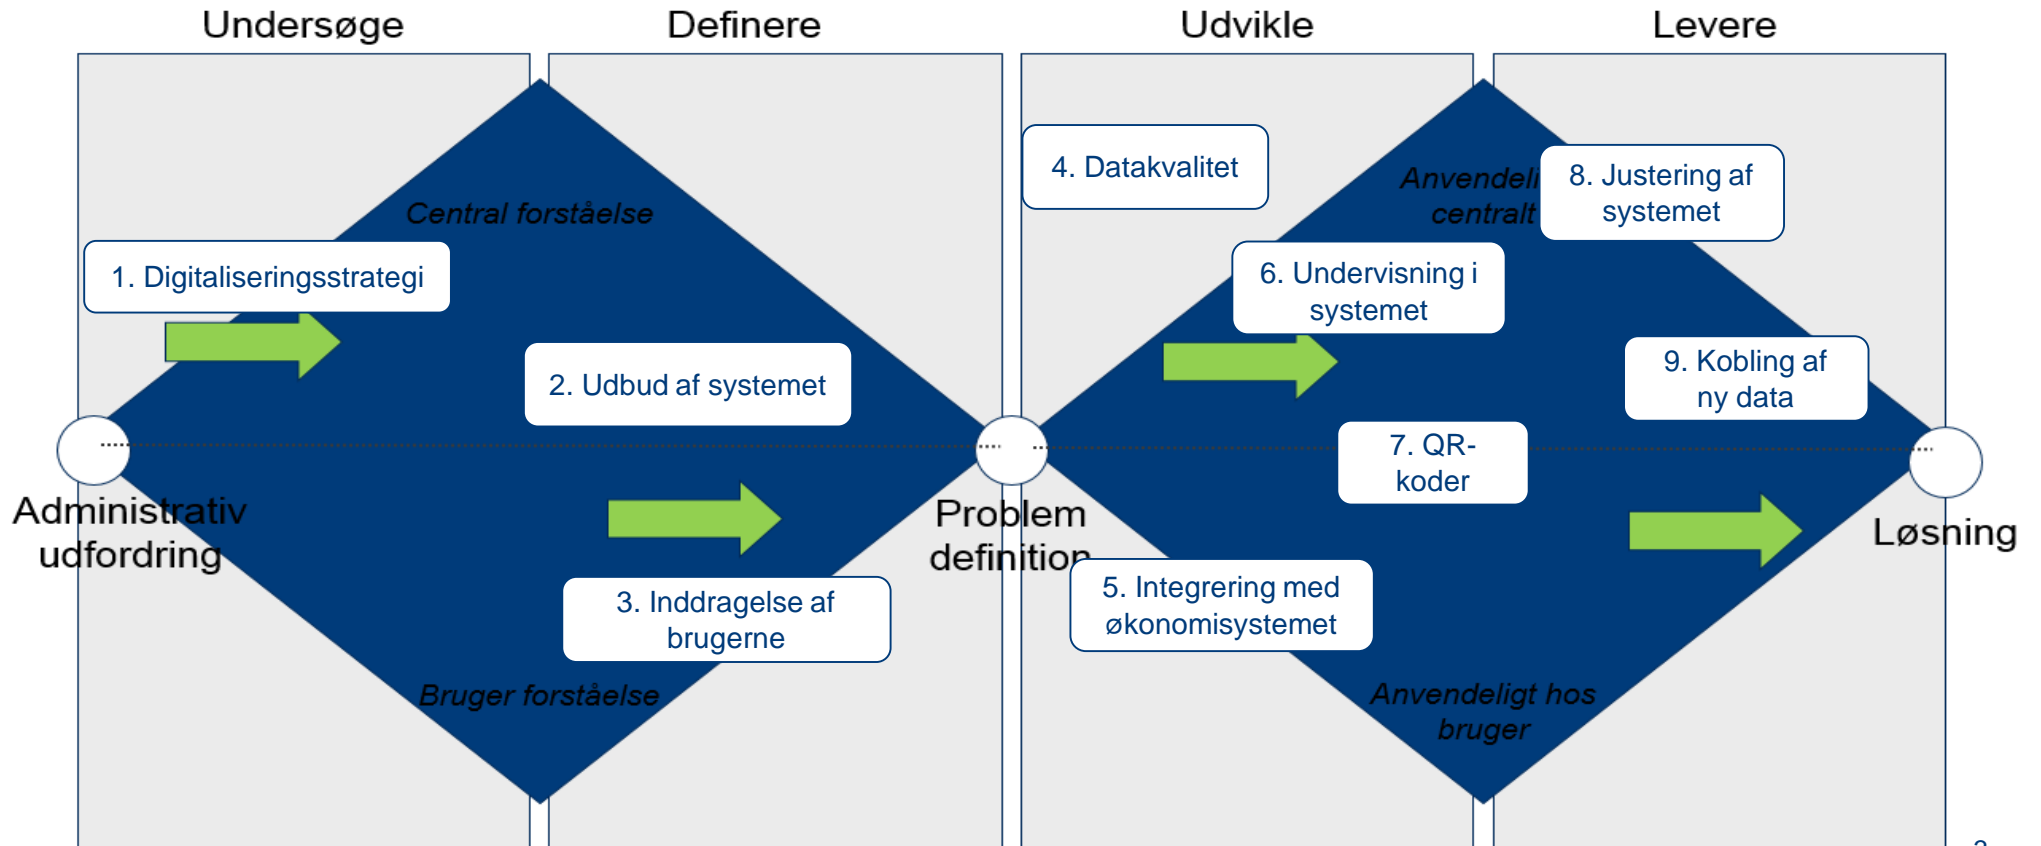 Undersøge
Definere
Udvikle
Levere
Central forståelse
1. Digitaliseringsstrategi
2. Udbud af systemet
3. Inddragelse af
brugerne
Bruger forståelse
Administrativ
udfordring
Problem
definition
4. Datakvalitet
centralt
8. Justering af
systemet
6. Undervisning i
systemet
9. Kobling af
ny data
7. QR-
koder
5. Integrering med
økonomisystemet
Anvendeligt hos
bruger
Løsning